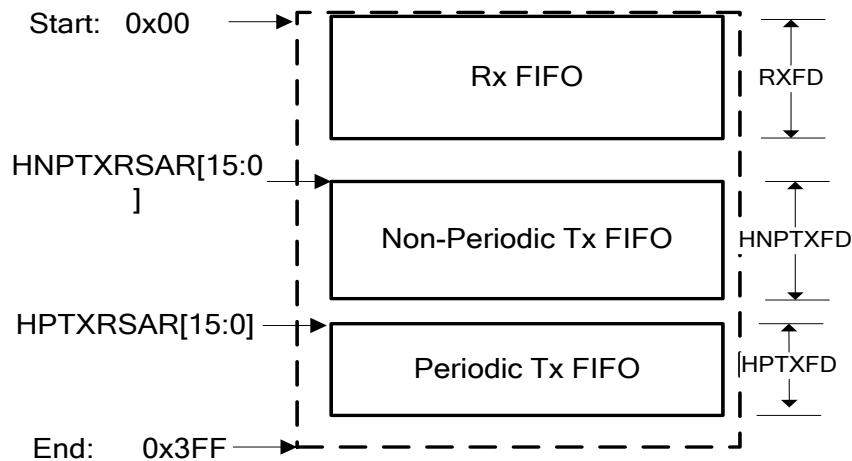 Start: 0x00
Rx FIFO
RXFD
HNPTXRSAR[15:0
]
Non-Periodic Tx FIFO
HNPTXFD
HPTXRSAR[15:0]
Periodic Tx FIFO
HPTXFD
End: 0x3FF